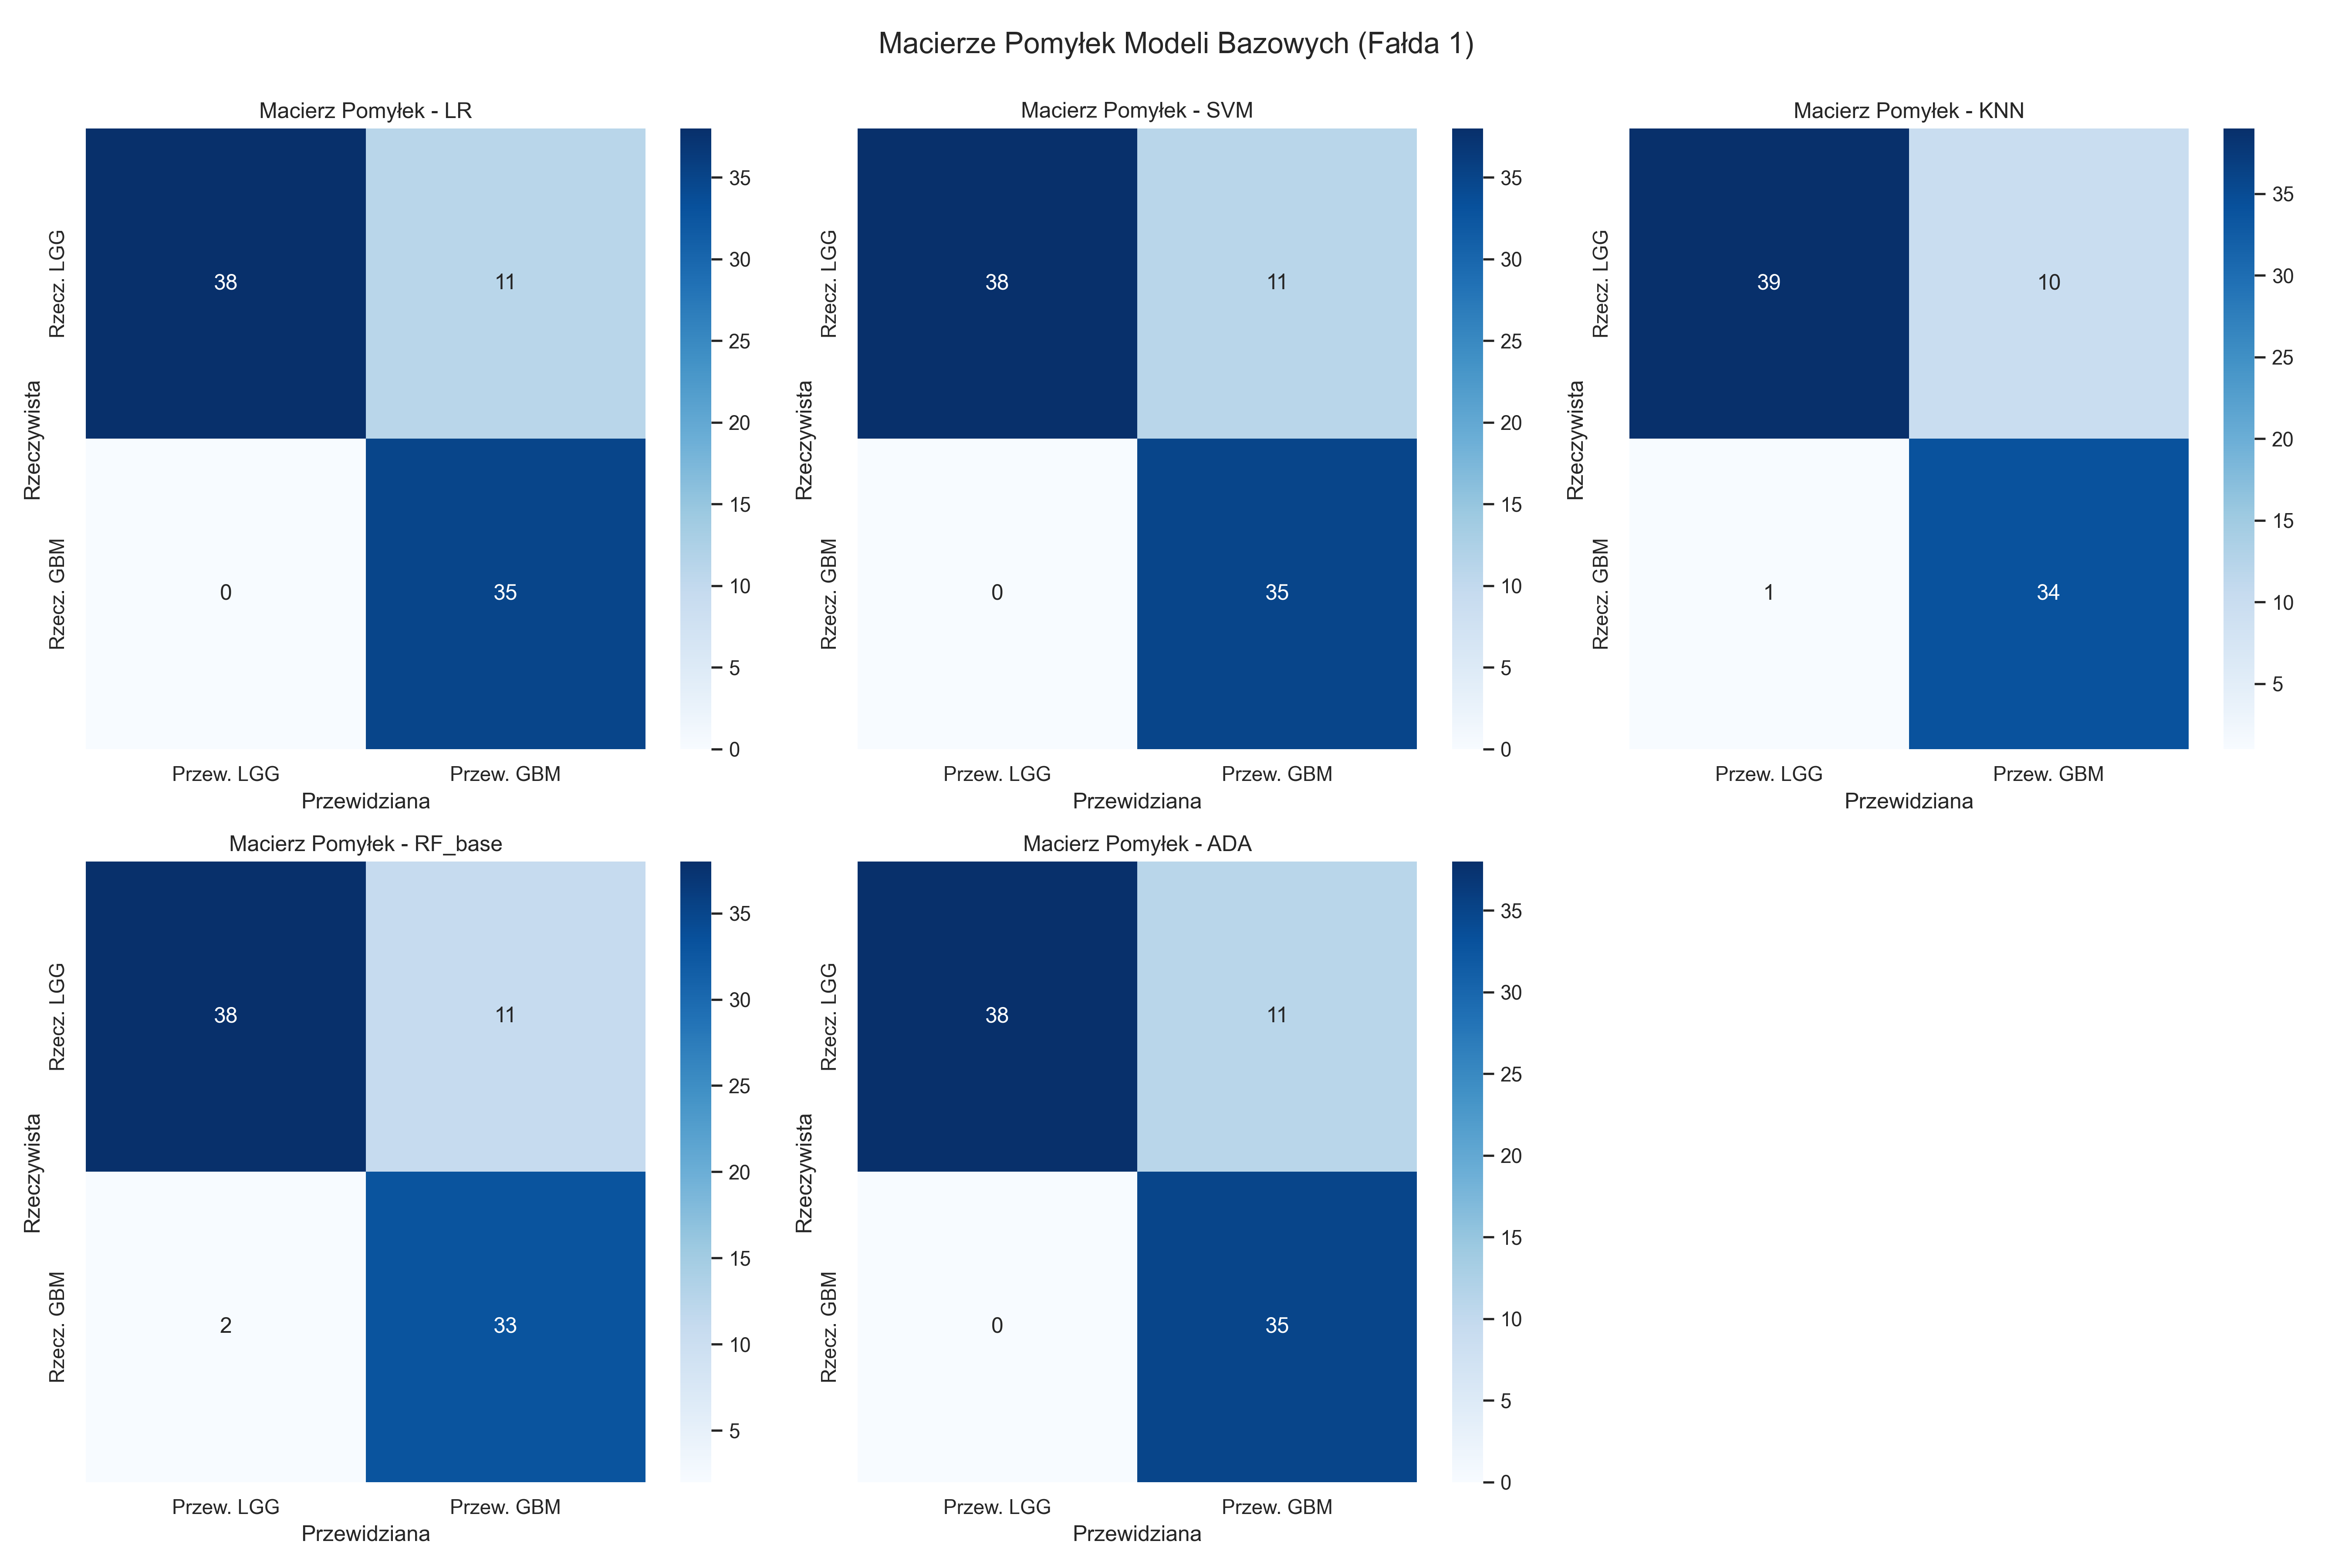 Macierze Pomyłek Modeli Bazowych (Fałda 1)
Macierz Pomyłek - LR
Rzeczywista
Rzecz. LGG
Rzecz. GBM
38
11
0
35
Przew. LGG
Przew. GBM
Przewidziana
35
30
25
20
15
10
5
0
Macierz Pomyłek - SVM
Rzeczywista
Rzecz. LGG
Rzecz. GBM
38
11
0
35
Przew. LGG
Przew. GBM
Przewidziana
35
30
25
20
15
10
5
0
Macierz Pomyłek - KNN
Rzeczywista
Rzecz. LGG
Rzecz. GBM
39
10
1
34
Przew. LGG
Przew. GBM
Przewidziana
35
30
25
20
15
10
5
Macierz Pomyłek - RF_base
Rzeczywista
Rzecz. LGG
Rzecz. GBM
38
11
2
33
Przew. LGG
Przew. GBM
Przewidziana
35
30
25
20
15
10
5
Macierz Pomyłek - ADA
Rzeczywista
Rzecz. LGG
Rzecz. GBM
38
11
0
35
Przew. LGG
Przew. GBM
Przewidziana
35
30
25
20
15
10
5
0